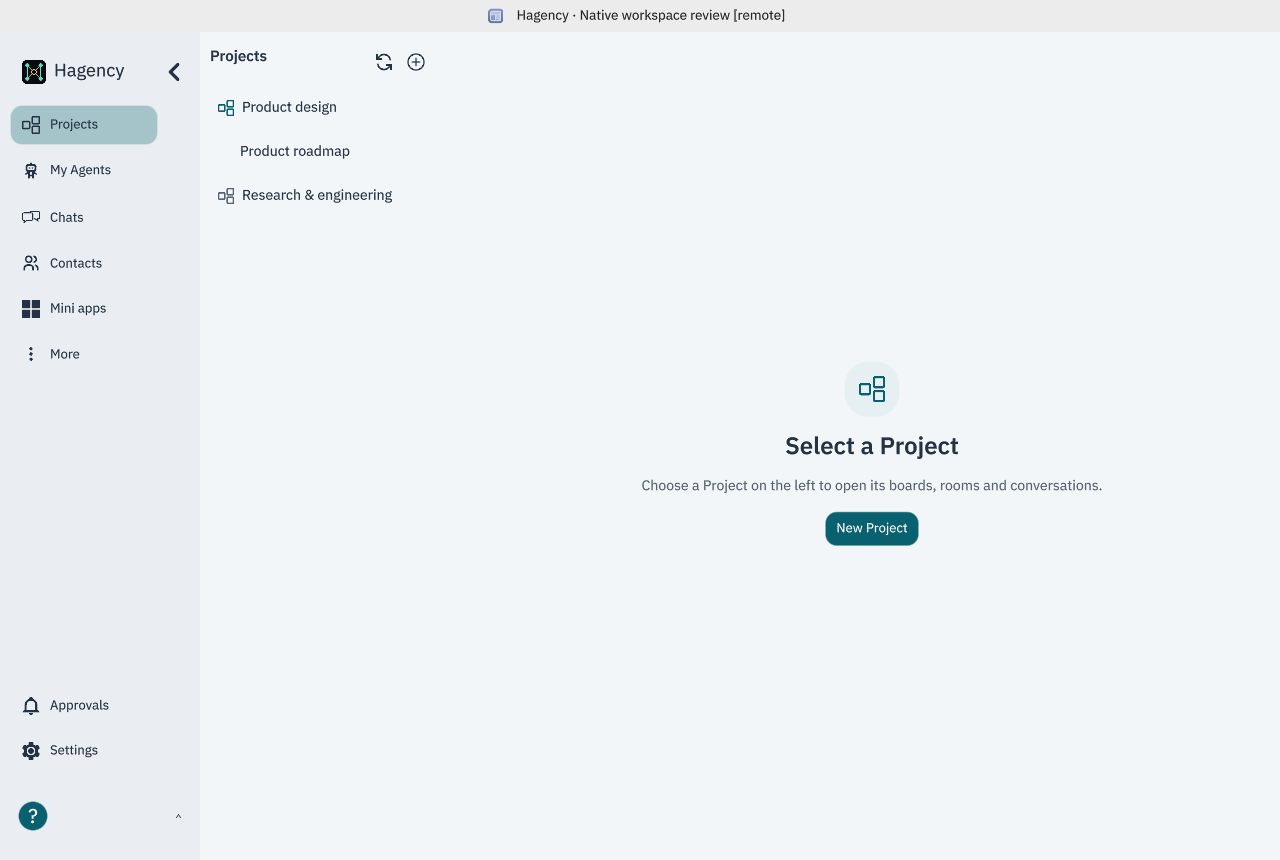 Hagency · Native workspace review [remote]
Hagency
Projects
My Agents
Chats
Contacts
Mini apps
More
Approvals
Settings
?
Projects
Product design
Product roadmap
Research & engineering
Select a Project
Choose a Project on the left to open its boards, rooms and conversations.
New Project